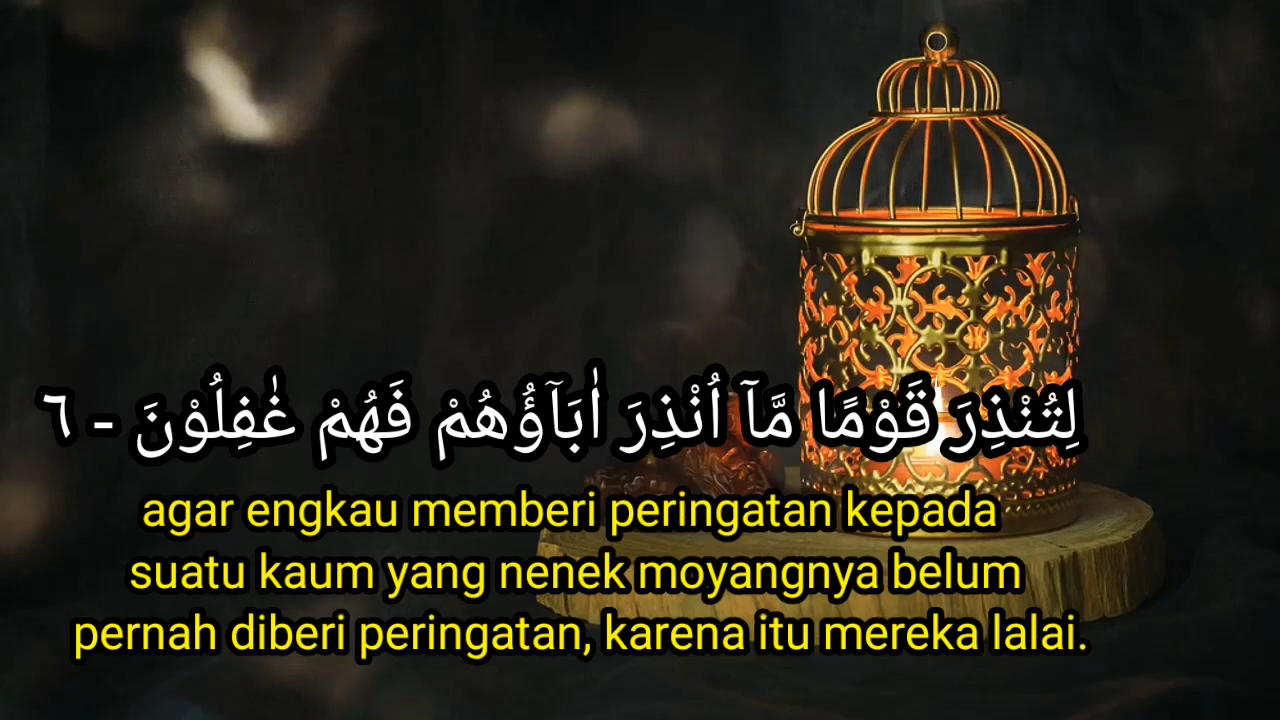 لِتُنْذِرَ قَوْمًا مَّآ اُنْذِرَ اٰبَاۤؤُهُمْ فَهُمْ غٰفِلُوْنَ - ٦
agar engkau memberi peringatan kepada
suatu kaum yang nenek moyangnya belum
pernah diberi peringatan, karena itu mereka lalai.